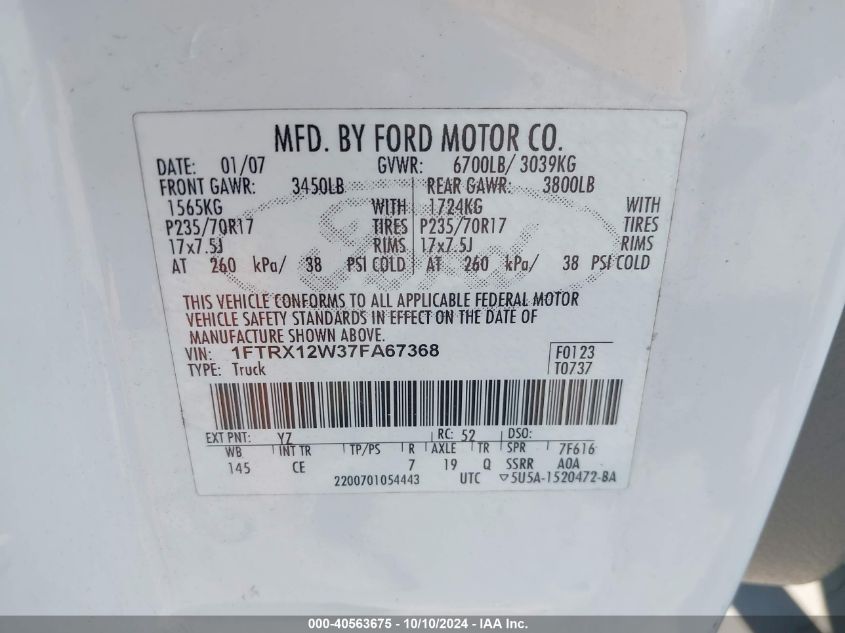 MFD. BY FORD MOTOR CO.
DATE: 01/07 GVWR: 6700LB/ 3039KG
FRONT GAWR: 3450LB REAR GAWR: 3800LB
1565KG WITH 1724KG WITH
P235/70R17 TIRES P235/70R17 TIRES
17x7.5J RIMS 17x7.5J RIMS
AT 260 kPa/ 38 PSI COLD AT 260 kPa/ 38 PSI COLD
THIS VEHICLE CONFORMS TO ALL APPLICABLE FEDERAL MOTOR
VEHICLE SAFETY STANDARDS IN EFFECT ON THE DATE OF
MANUFACTURE SHOWN ABOVE.
VIN: 1FTRX12W37FA67368 F0123
TYPE: Truck T0737
EXT PNT: YZ RC: 52 DSO:
WB INT TR TP/PS R AXLE TR SPR 7F616
145 CE 7 19 Q SSRR A0A
2200701054443 UTC ▽5U5A-1520472-BA
000-40563675 - 10/10/2024 - IAA Inc.